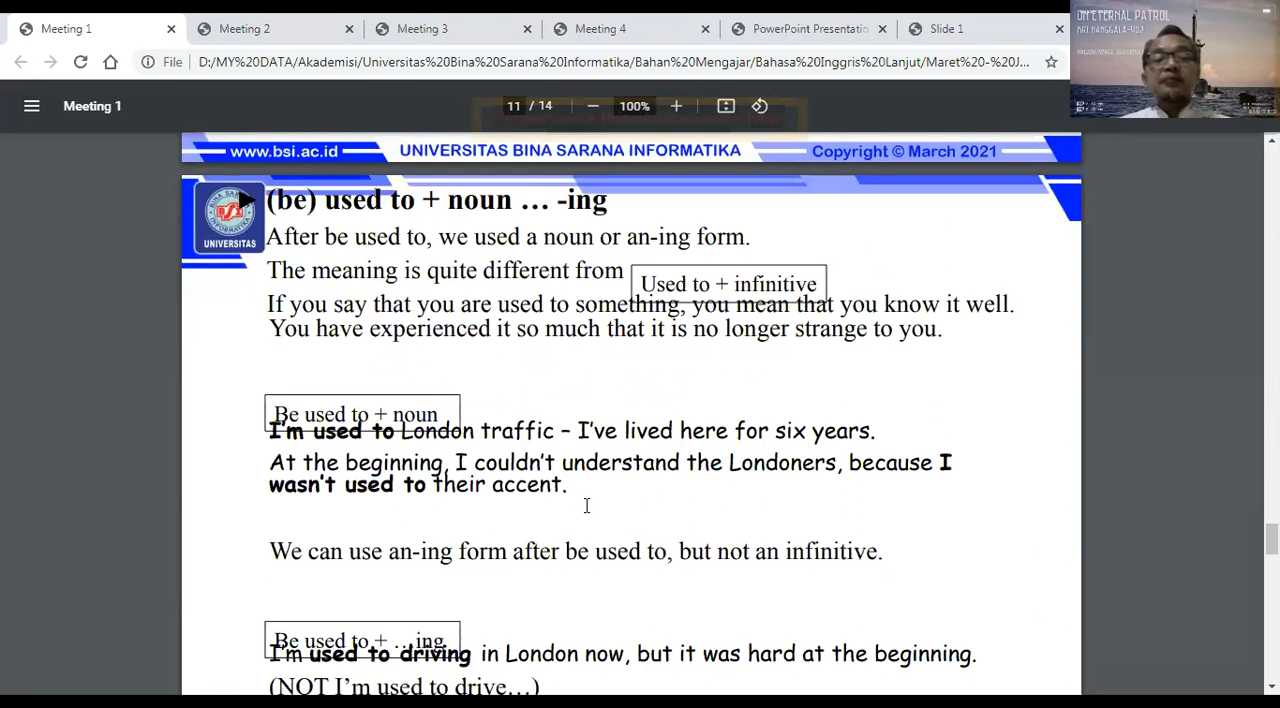 Meeting 1
Meeting 2
Meeting 3
Meeting 4
PowerPoint Presentatio
Slide 1
File
D:/MY%20DATA/Akademisi/Universitas%20Bina%20Sarana%20Informatika/Bahan%20Mengajar/Bahasa%20Inggris%20Lanjut/Maret%20-%20J...
ON ETERNAL PATROL
KRI NANGGALA-402
Meeting 1
11 / 14
100%
www.bsi.ac.id
UNIVERSITAS BINA SARANA INFORMATIKA
Copyright © March 2021
BSI
UNIVERSITAS
(be) used to + noun … -ing
After be used to, we used a noun or an-ing form.
The meaning is quite different from
Used to + infinitive
If you say that you are used to something, you mean that you know it well.
You have experienced it so much that it is no longer strange to you.
Be used to + noun
I'm used to London traffic – I've lived here for six years.
At the beginning, I couldn't understand the Londoners, because I
wasn't used to their accent.
We can use an-ing form after be used to, but not an infinitive.
Be used to + …ing
I'm used to driving in London now, but it was hard at the beginning.
(NOT I'm used to drive…)